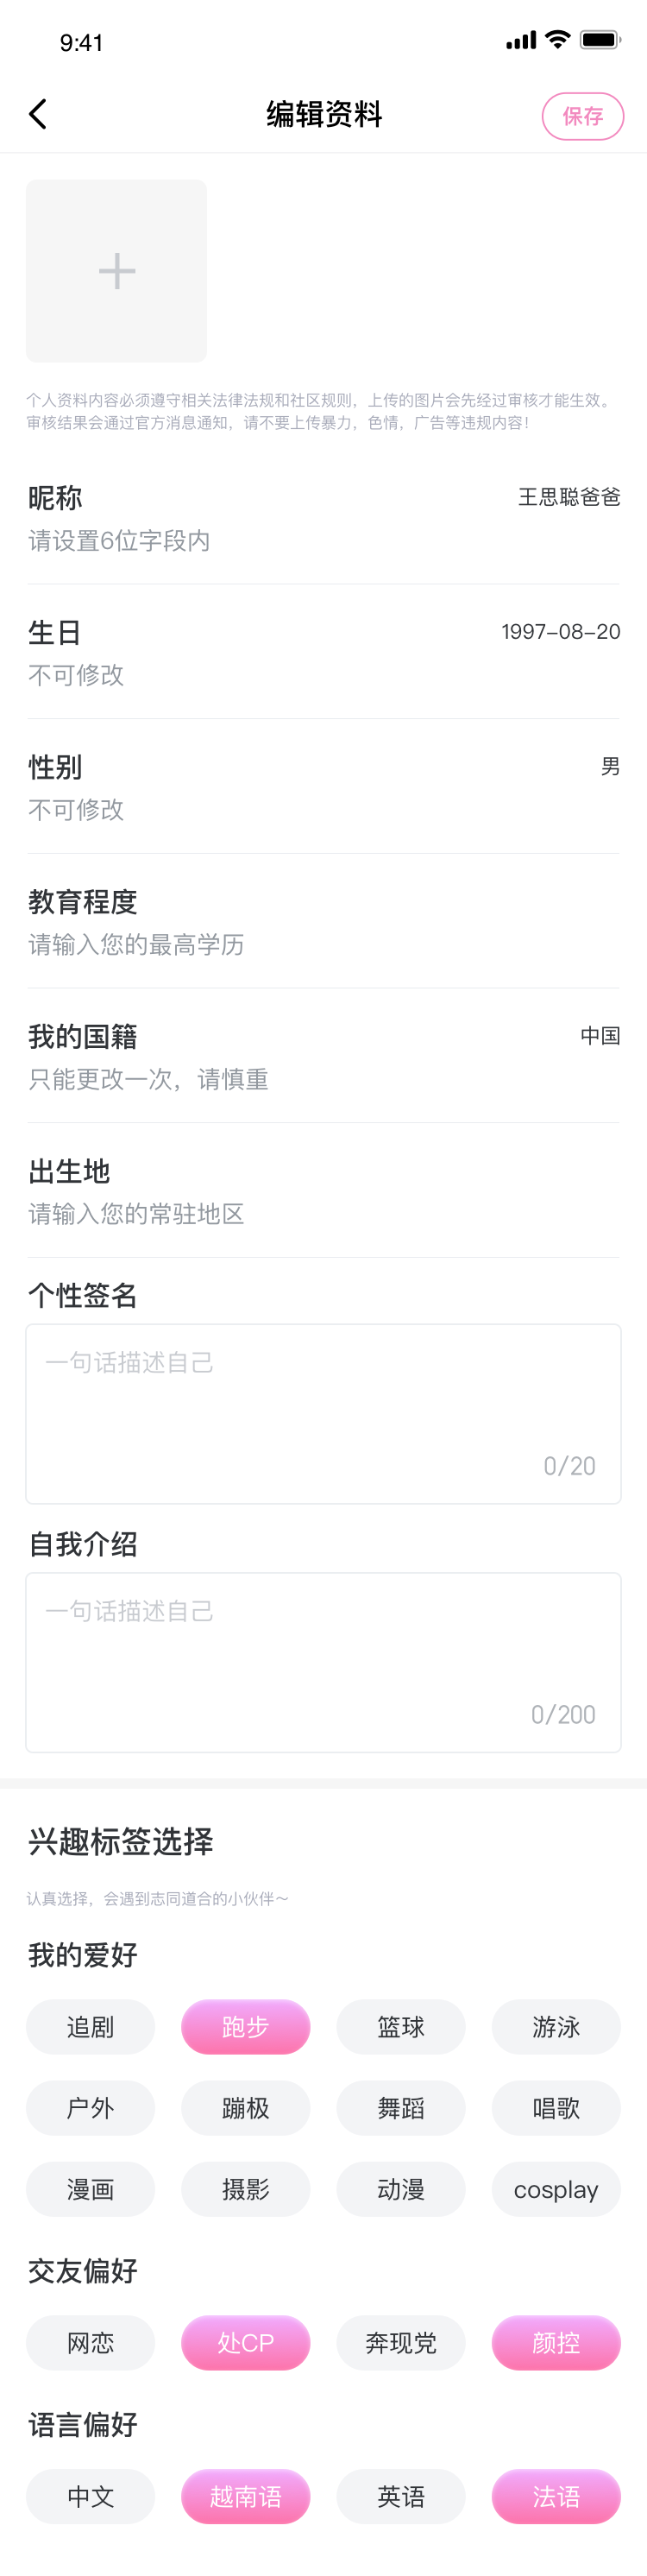 9:41
编辑资料
保存
个人资料内容必须遵守相关法律法规和社区规则，上传的图片会先经过审核才能生效。
审核结果会通过官方消息通知，请不要上传暴力，色情，广告等违规内容！
昵称
王思聪爸爸
请设置6位字段内
生日
1997-08-20
不可修改
性别
男
不可修改
教育程度
请输入您的最高学历
我的国籍
中国
只能更改一次，请慎重
出生地
请输入您的常驻地区
个性签名
一句话描述自己
0/20
自我介绍
一句话描述自己
0/200
兴趣标签选择
认真选择，会遇到志同道合的小伙伴～
我的爱好
追剧 跑步 篮球 游泳
户外 蹦极 舞蹈 唱歌
漫画 摄影 动漫 cosplay
交友偏好
网恋 处CP 奔现党 颜控
语言偏好
中文 越南语 英语 法语